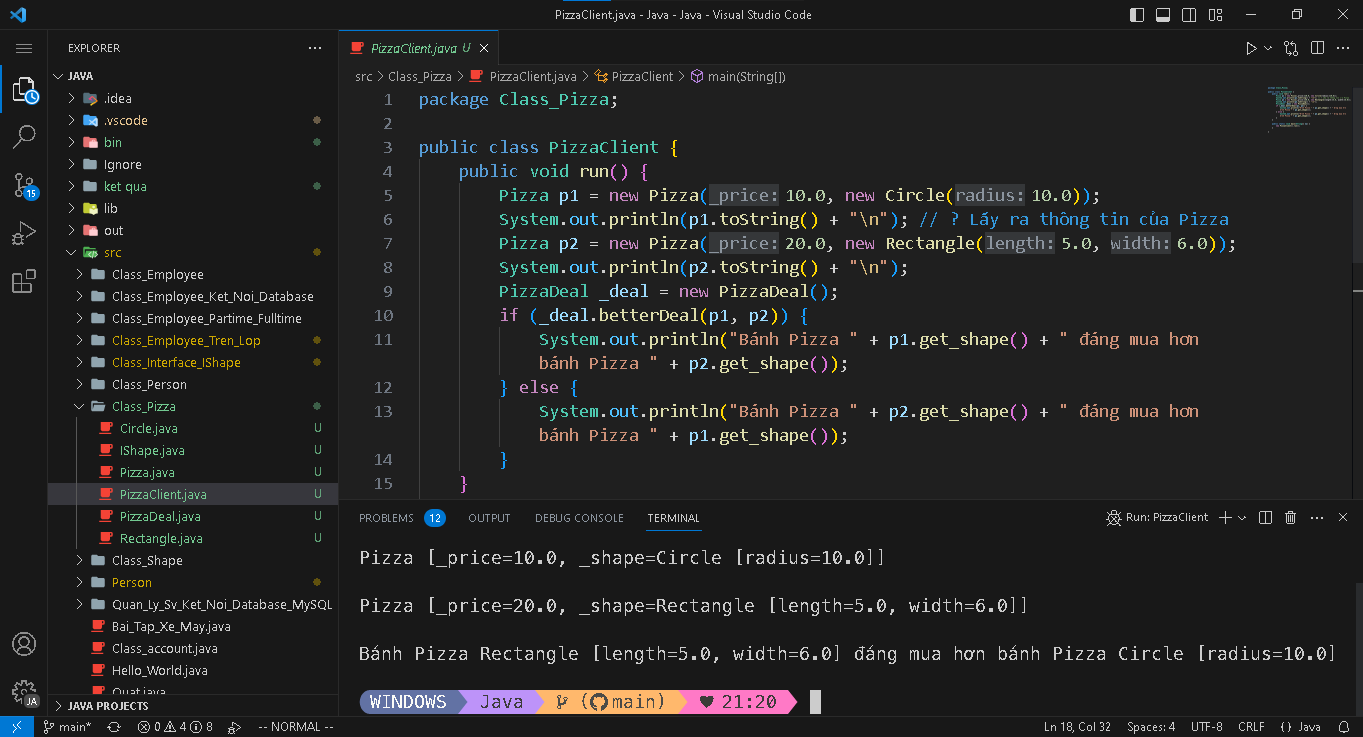 PizzaClient.java - Java - Java - Visual Studio Code
EXPLORER
JAVA
.idea
.vscode
bin
Ignore
ket qua
lib
out
src
Class_Employee
Class_Employee_Ket_Noi_Database
Class_Employee_Partime_Fulltime
Class_Employee_Tren_Lop
Class_Interface_IShape
Class_Person
Class_Pizza
Circle.java U
IShape.java U
Pizza.java U
PizzaClient.java U
PizzaDeal.java U
Rectangle.java U
Class_Shape
Person
Quan_Ly_Sv_Ket_Noi_Database_MySQL
Bai_Tap_Xe_May.java
Class_account.java
Hello_World.java
Quat.java
JAVA PROJECTS
15
JA
PizzaClient.java U
src > Class_Pizza > PizzaClient.java > PizzaClient > main(String[])
1 package Class_Pizza;
2
3 public class PizzaClient {
4 public void run() {
5 Pizza p1 = new Pizza(_price: 10.0, new Circle(radius: 10.0));
6 System.out.println(p1.toString() + "\n"); // ? Lấy ra thông tin của Pizza
7 Pizza p2 = new Pizza(_price: 20.0, new Rectangle(length: 5.0, width: 6.0));
8 System.out.println(p2.toString() + "\n");
9 PizzaDeal _deal = new PizzaDeal();
10 if (_deal.betterDeal(p1, p2)) {
11 System.out.println("Bánh Pizza " + p1.get_shape() + " đáng mua hơn
bánh Pizza " + p2.get_shape());
12 } else {
13 System.out.println("Bánh Pizza " + p2.get_shape() + " đáng mua hơn
bánh Pizza " + p1.get_shape());
14 }
15 }
PROBLEMS 12 OUTPUT DEBUG CONSOLE TERMINAL Run: PizzaClient
Pizza [_price=10.0, _shape=Circle [radius=10.0]]
Pizza [_price=20.0, _shape=Rectangle [length=5.0, width=6.0]]
Bánh Pizza Rectangle [length=5.0, width=6.0] đáng mua hơn bánh Pizza Circle [radius=10.0]
WINDOWS Java (main) 21:20
main* 0 4 8 -- NORMAL -- Ln 18, Col 32 Spaces: 4 UTF-8 CRLF {} Java